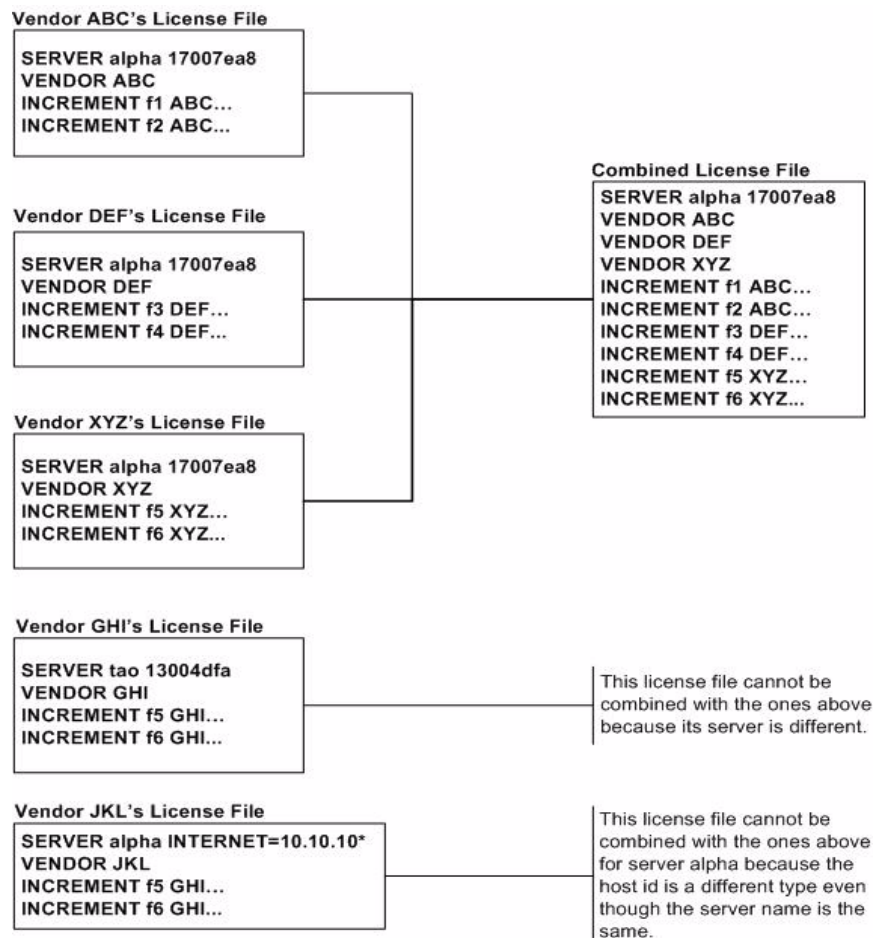 Vendor ABC's License File
SERVER alpha 17007ea8
VENDOR ABC
INCREMENT f1 ABC...
INCREMENT f2 ABC...
Vendor DEF's License File
SERVER alpha 17007ea8
VENDOR DEF
INCREMENT f3 DEF...
INCREMENT f4 DEF...
Vendor XYZ's License File
SERVER alpha 17007ea8
VENDOR XYZ
INCREMENT f5 XYZ...
INCREMENT f6 XYZ...
Combined License File
SERVER alpha 17007ea8
VENDOR ABC
VENDOR DEF
VENDOR XYZ
INCREMENT f1 ABC...
INCREMENT f2 ABC...
INCREMENT f3 DEF...
INCREMENT f4 DEF...
INCREMENT f5 XYZ...
INCREMENT f6 XYZ...
Vendor GHI's License File
SERVER tao 13004dfa
VENDOR GHI
INCREMENT f5 GHI...
INCREMENT f6 GHI...
This license file cannot be
combined with the ones above
because its server is different.
Vendor JKL's License File
SERVER alpha INTERNET=10.10.10*
VENDOR JKL
INCREMENT f5 GHI...
INCREMENT f6 GHI...
This license file cannot be
combined with the ones above
for server alpha because the
host id is a different type even
though the server name is the
same.